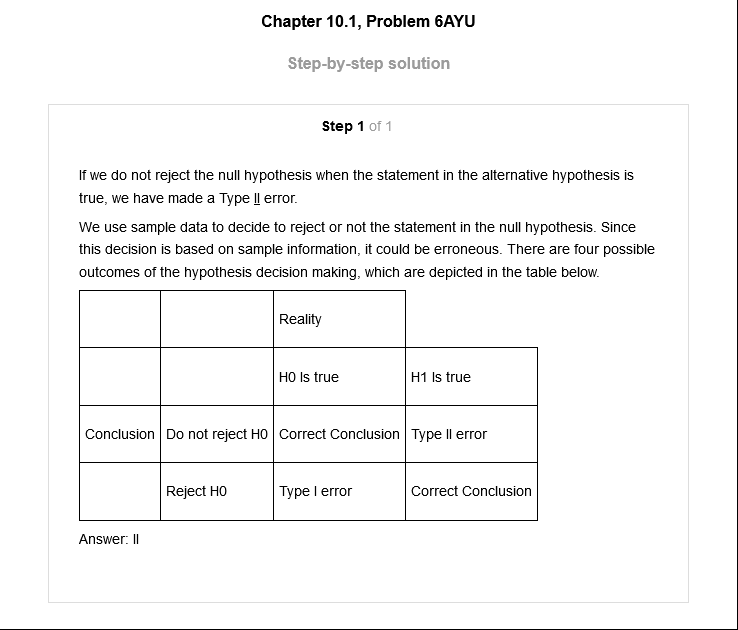 Chapter 10.1, Problem 6AYU
Step-by-step solution
Step 1 of 1
If we do not reject the null hypothesis when the statement in the alternative hypothesis is
true, we have made a Type II error.
We use sample data to decide to reject or not the statement in the null hypothesis. Since
this decision is based on sample information, it could be erroneous. There are four possible
outcomes of the hypothesis decision making, which are depicted in the table below.
Reality
H0 Is true H1 Is true
Conclusion Do not reject H0 Correct Conclusion Type II error
Reject H0 Type I error Correct Conclusion
Answer: II